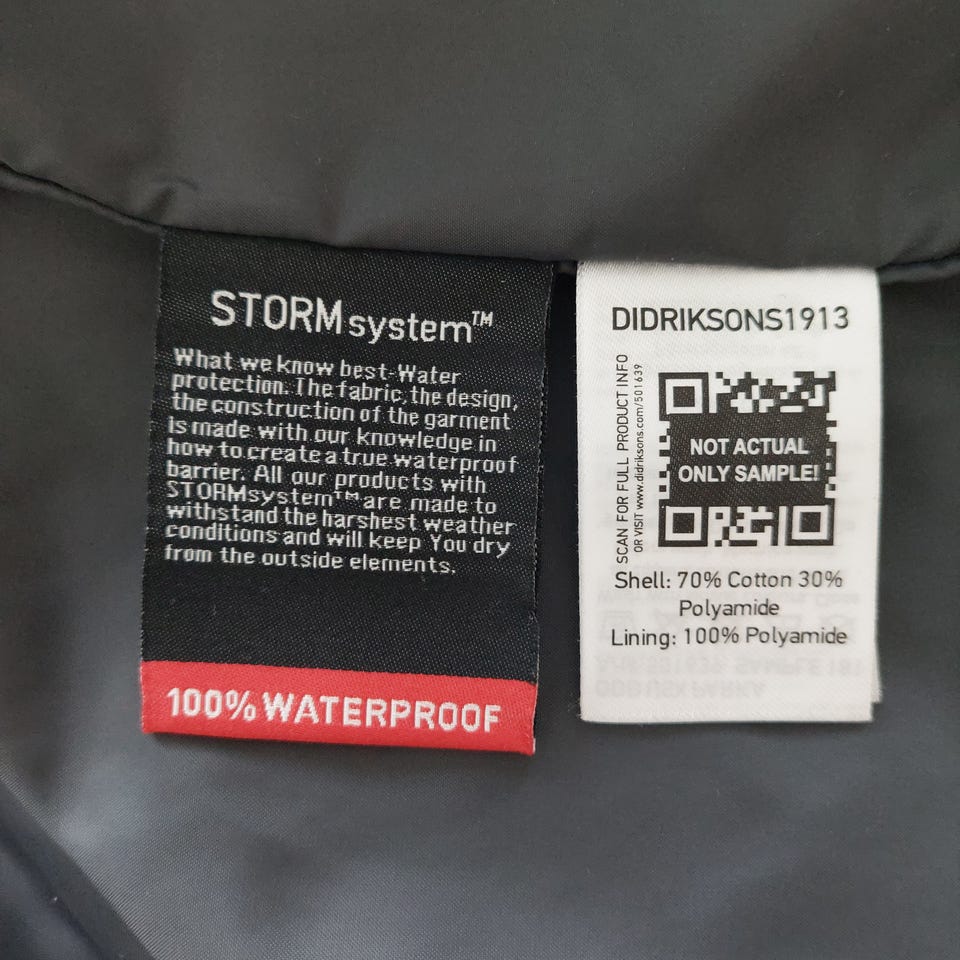 STORMsystem™
What we know best-Water
protection. The fabric, the design,
the construction of the garment
Is made with our knowledge in
how to create a true waterproof
barrier. All our products with
STORMsystem™ are made to
withstand the harshest weather
conditions and will keep You dry
from the outside elements.
100% WATERPROOF
DIDRIKSONS1913
SCAN FOR FULL PRODUCT INFO
OR VISIT www.didriksons.com/501639
NOT ACTUAL
ONLY SAMPLE!
Shell: 70% Cotton 30%
Polyamide
Lining: 100% Polyamide